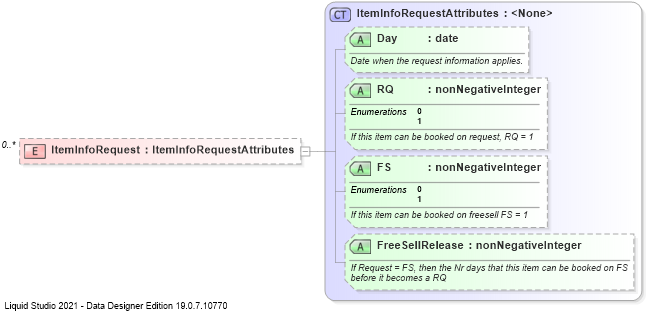 CT ItemInfoRequestAttributes : <None>
A Day : date
Date when the request information applies.
A RQ : nonNegativeInteger
Enumerations 0
1
If this item can be booked on request, RQ = 1
0..*
E ItemInfoRequest : ItemInfoRequestAttributes
A FS : nonNegativeInteger
Enumerations 0
1
If this item can be booked on freesell FS = 1
A FreeSellRelease : nonNegativeInteger
If Request = FS, then the Nr days that this item can be booked on FS
before it becomes a RQ
Liquid Studio 2021 - Data Designer Edition 19.0.7.10770